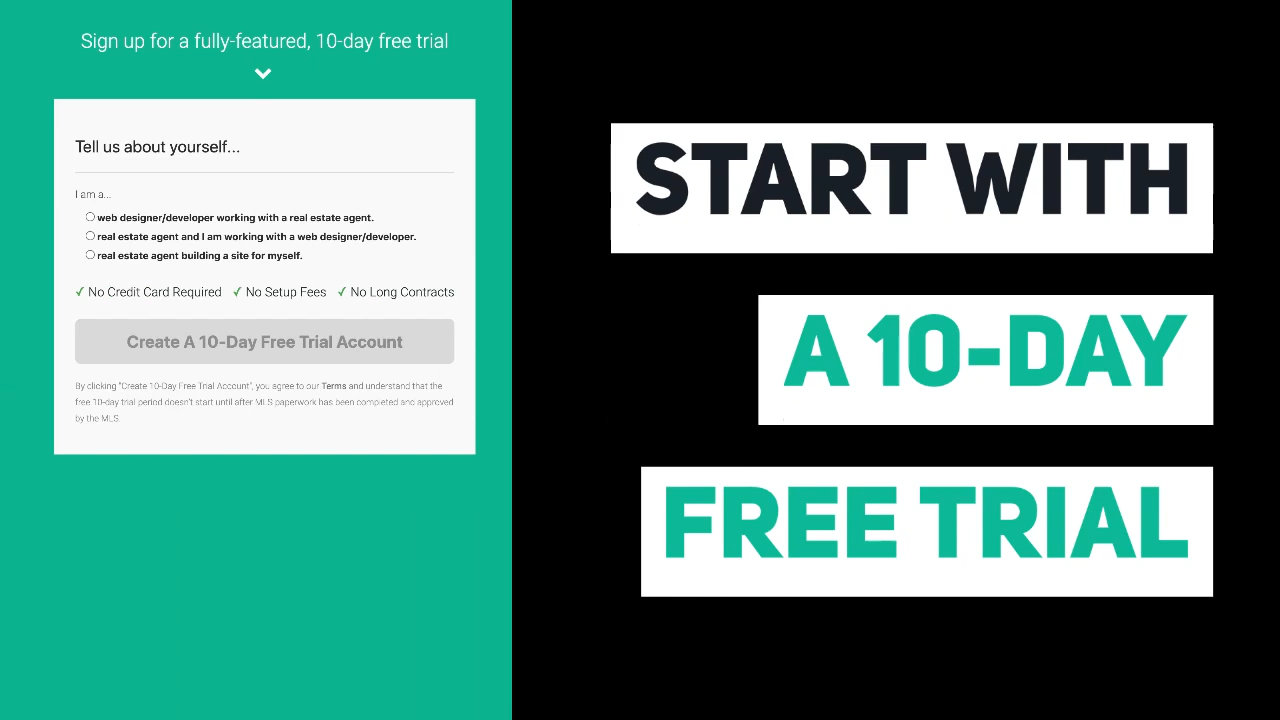 Sign up for a fully-featured, 10-day free trial
Tell us about yourself...
I am a...
web designer/developer working with a real estate agent.
real estate agent and I am working with a web designer/developer.
real estate agent building a site for myself.
✓ No Credit Card Required ✓ No Setup Fees ✓ No Long Contracts
Create A 10-Day Free Trial Account
By clicking "Create 10-Day Free Trial Account", you agree to our Terms and understand that the
free 10-day trial period doesn't start until after MLS paperwork has been completed and approved
by the MLS.
START WITH
A 10-DAY
FREE TRIAL